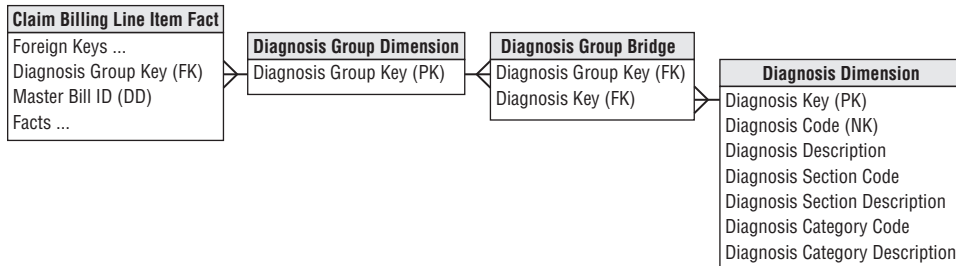 Claim Billing Line Item Fact
Foreign Keys ...
Diagnosis Group Key (FK)
Master Bill ID (DD)
Facts ...
Diagnosis Group Dimension
Diagnosis Group Key (PK)
Diagnosis Group Bridge
Diagnosis Group Key (FK)
Diagnosis Key (FK)
Diagnosis Dimension
Diagnosis Key (PK)
Diagnosis Code (NK)
Diagnosis Description
Diagnosis Section Code
Diagnosis Section Description
Diagnosis Category Code
Diagnosis Category Description